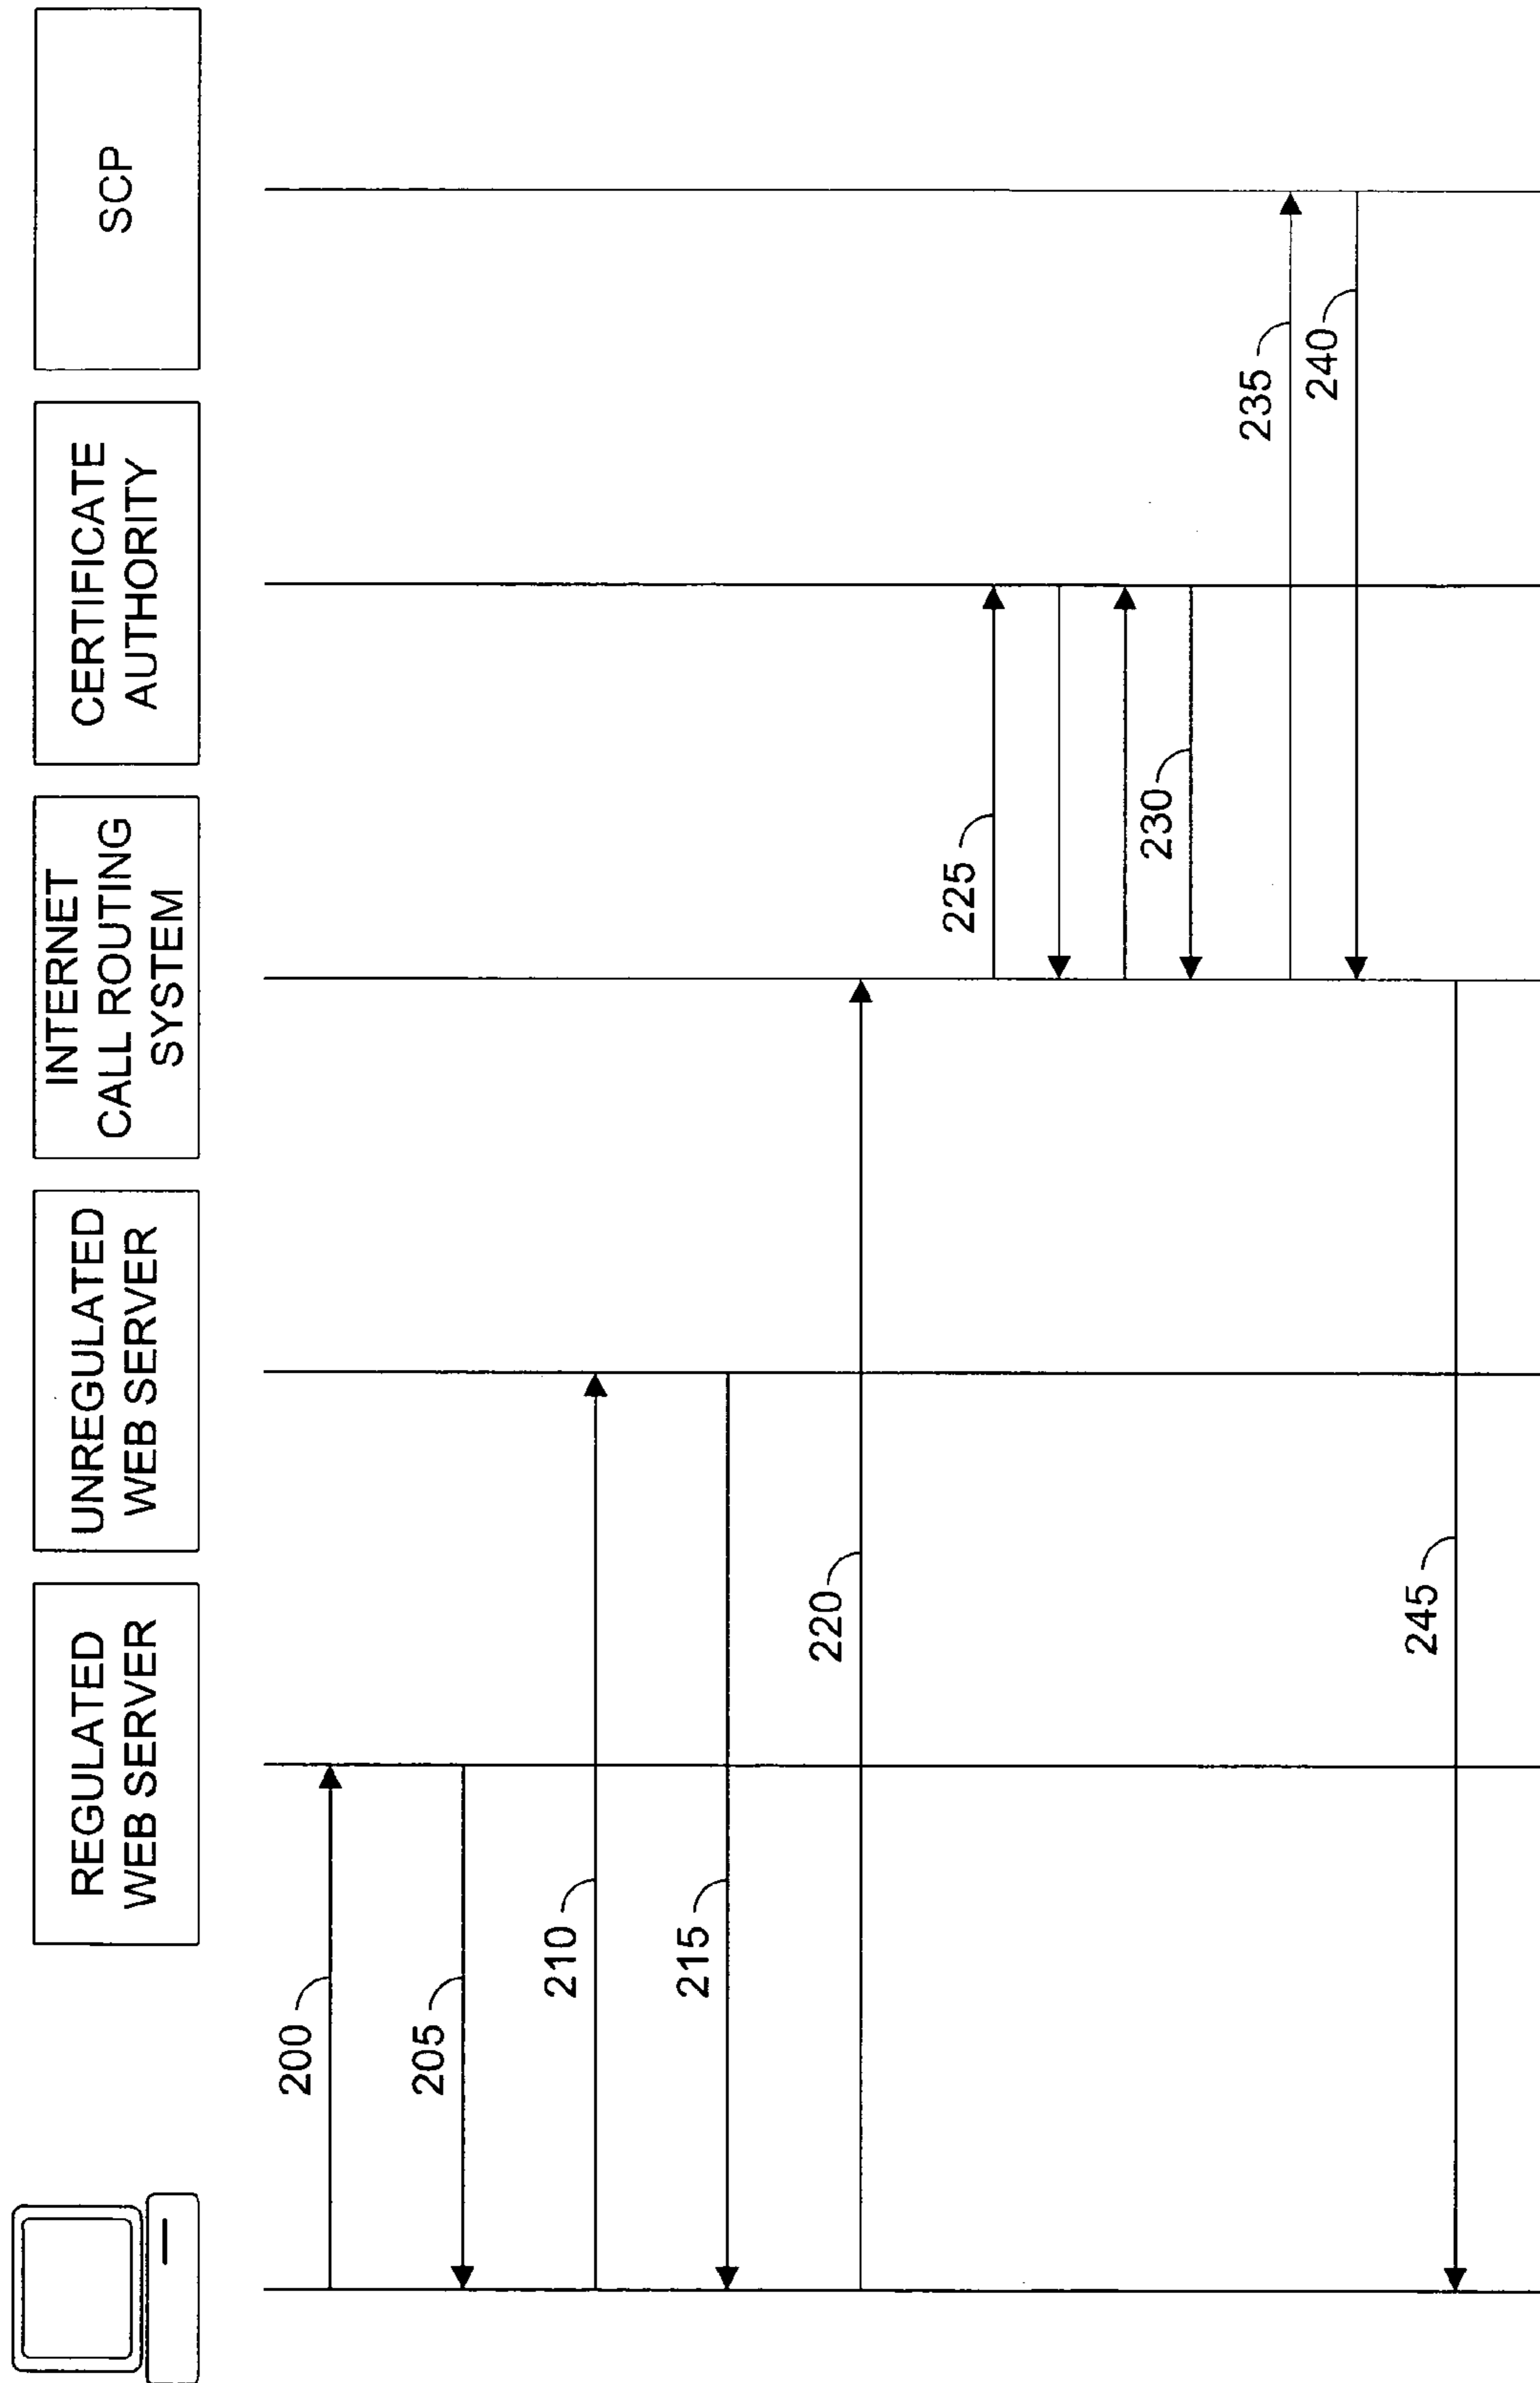 REGULATED
WEB SERVER
UNREGULATED
WEB SERVER
INTERNET
CALL ROUTING
SYSTEM
CERTIFICATE
AUTHORITY
SCP
200
205
210
215
220
225
230
235
240
245